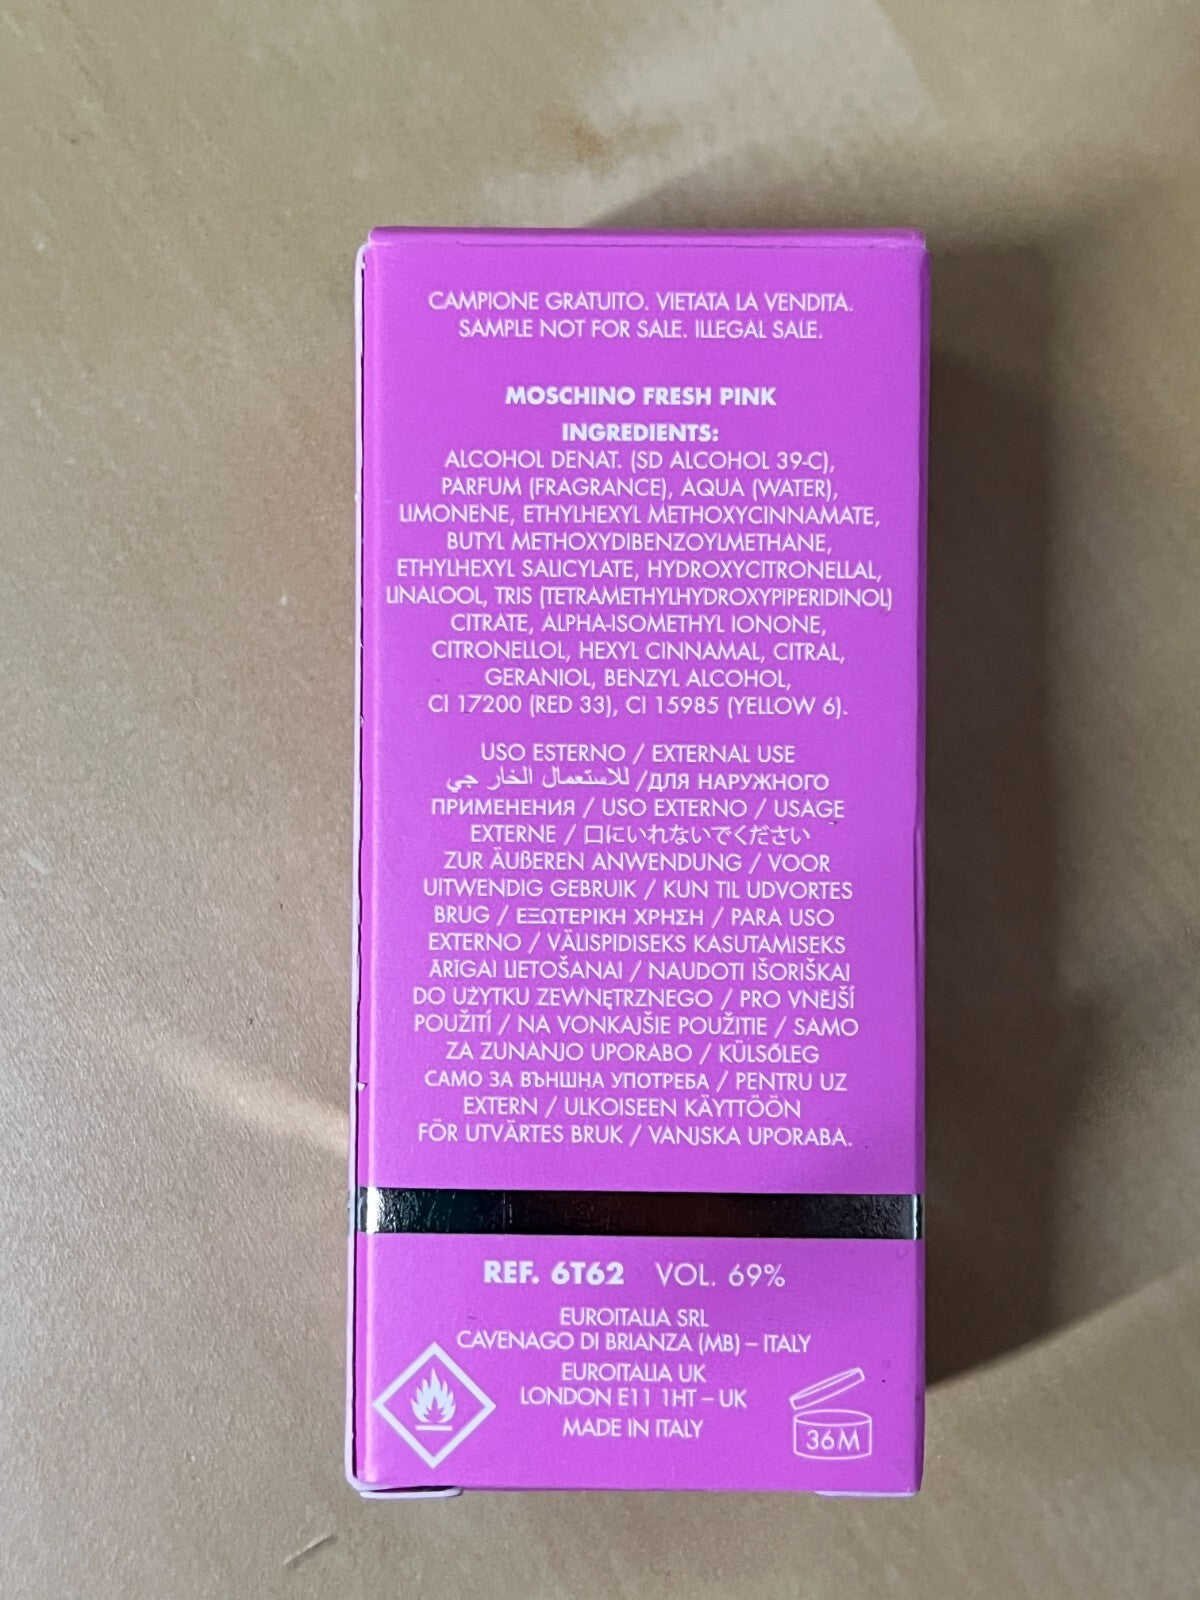 CAMPIONE GRATUITO. VIETATA LA VENDITA.
SAMPLE NOT FOR SALE. ILLEGAL SALE.
MOSCHINO FRESH PINK
INGREDIENTS:
ALCOHOL DENAT. (SD ALCOHOL 39-C),
PARFUM (FRAGRANCE), AQUA (WATER),
LIMONENE, ETHYLHEXYL METHOXYCINNAMATE,
BUTYL METHOXYDIBENZOYLMETHANE,
ETHYLHEXYL SALICYLATE, HYDROXYCITRONELLAL,
LINALOOL, TRIS (TETRAMETHYLHYDROXYPIPERIDINOL)
CITRATE, ALPHA-ISOMETHYL IONONE,
CITRONELLOL, HEXYL CINNAMAL, CITRAL,
GERANIOL, BENZYL ALCOHOL,
CI 17200 (RED 33), CI 15985 (YELLOW 6).
USO ESTERNO / EXTERNAL USE
للاستعمال الخار جي /ДЛЯ НАРУЖНОГО
ПРИМЕНЕНИЯ / USO EXTERNO / USAGE
EXTERNE / 口にいれないでください
ZUR ÄUßEREN ANWENDUNG / VOOR
UITWENDIG GEBRUIK / KUN TIL UDVORTES
BRUG / ΕΞΩΤΕΡΙΚΗ ΧΡΗΣΗ / PARA USO
EXTERNO / VÄLISPIDISEKS KASUTAMISEKS
ĀRĪGAI LIETOŠANAI / NAUDOTI IŠORIŠKAI
DO UŻYTKU ZEWNĘTRZNEGO / PRO VNĚJŠÍ
POUŽITÍ / NA VONKAJŠIE POUŽITIE / SAMO
ZA ZUNANJO UPORABO / KÜLSŐLEG
САМО ЗА ВЪНШНА УПОТРЕБА / PENTRU UZ
EXTERN / ULKOISEEN KÄYTTÖÖN
FÖR UTVÄRTES BRUK / VANJSKA UPORABA.
REF. 6T62 VOL. 69%
EUROITALIA SRL
CAVENAGO DI BRIANZA (MB) – ITALY
EUROITALIA UK
LONDON E11 1HT – UK
MADE IN ITALY
36M